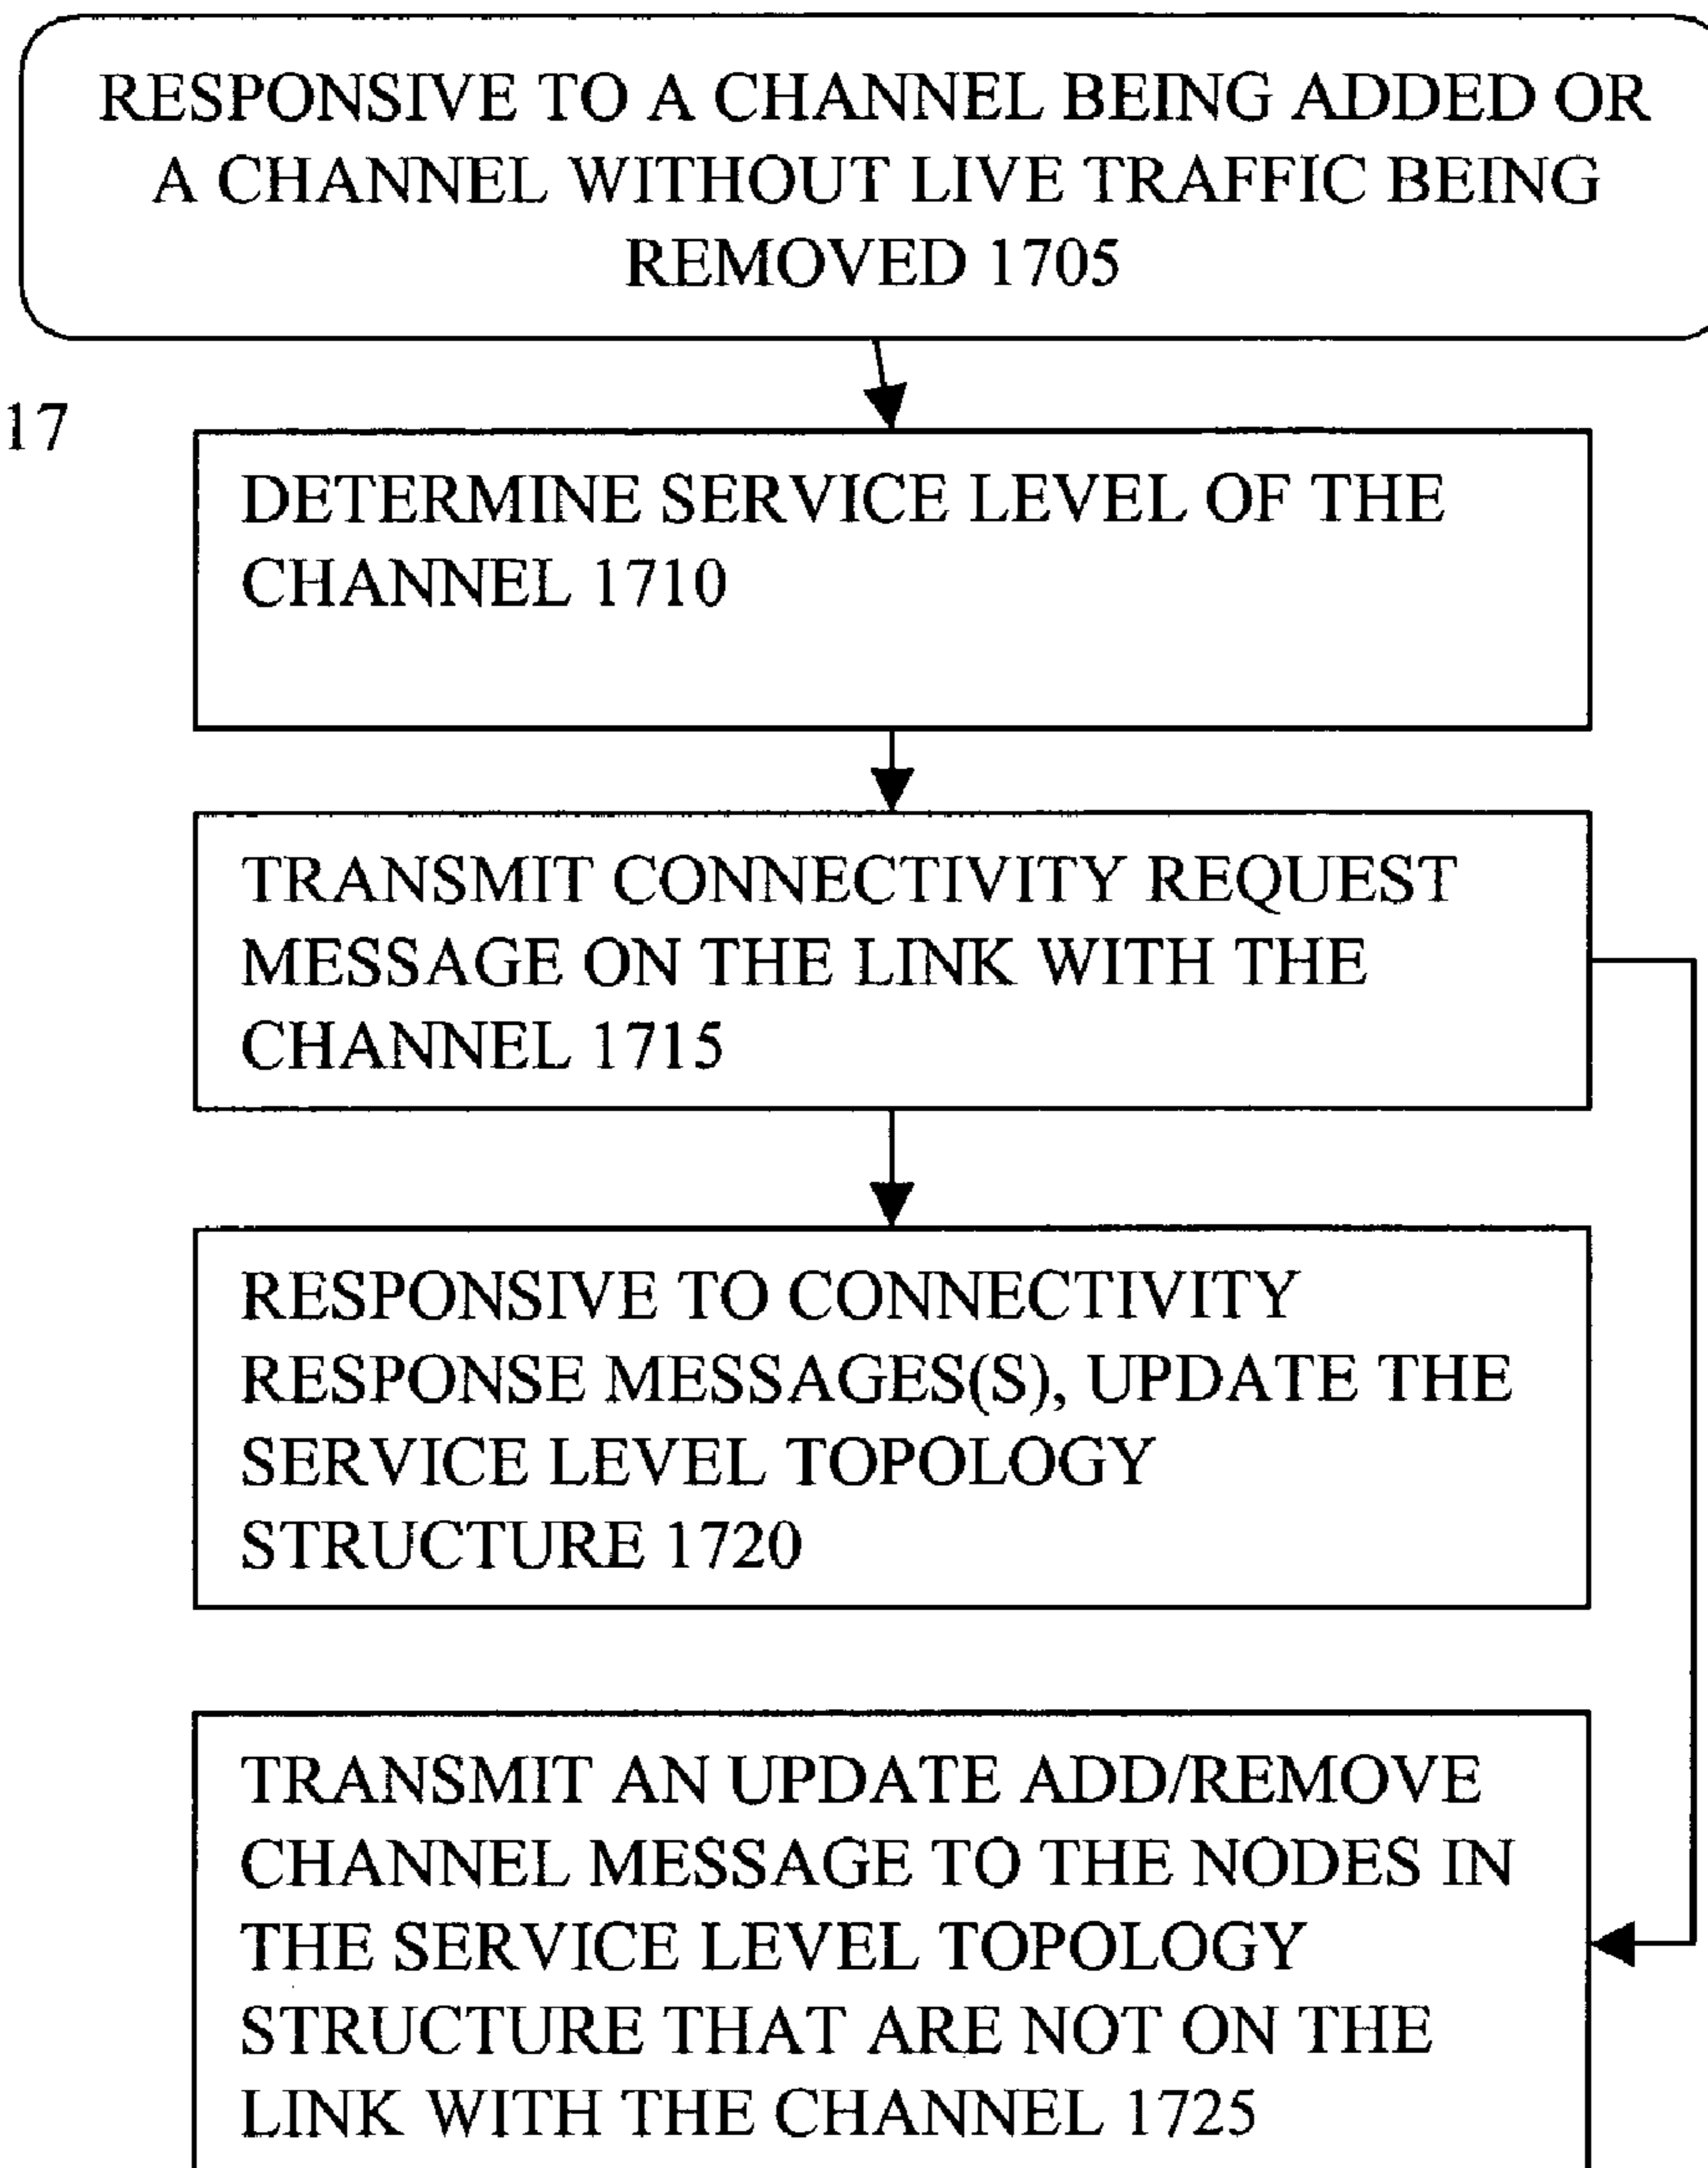 RESPONSIVE TO A CHANNEL BEING ADDED OR
A CHANNEL WITHOUT LIVE TRAFFIC BEING
REMOVED 1705
17
DETERMINE SERVICE LEVEL OF THE
CHANNEL 1710
TRANSMIT CONNECTIVITY REQUEST
MESSAGE ON THE LINK WITH THE
CHANNEL 1715
RESPONSIVE TO CONNECTIVITY
RESPONSE MESSAGES(S), UPDATE THE
SERVICE LEVEL TOPOLOGY
STRUCTURE 1720
TRANSMIT AN UPDATE ADD/REMOVE
CHANNEL MESSAGE TO THE NODES IN
THE SERVICE LEVEL TOPOLOGY
STRUCTURE THAT ARE NOT ON THE
LINK WITH THE CHANNEL 1725